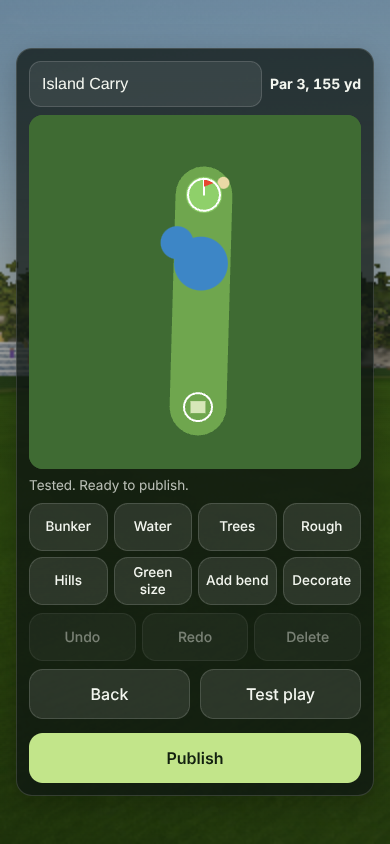 Island Carry
Par 3, 155 yd
Tested. Ready to publish.
Bunker
Water
Trees
Rough
Hills
Green
size
Add bend
Decorate
Undo
Redo
Delete
Back
Test play
Publish